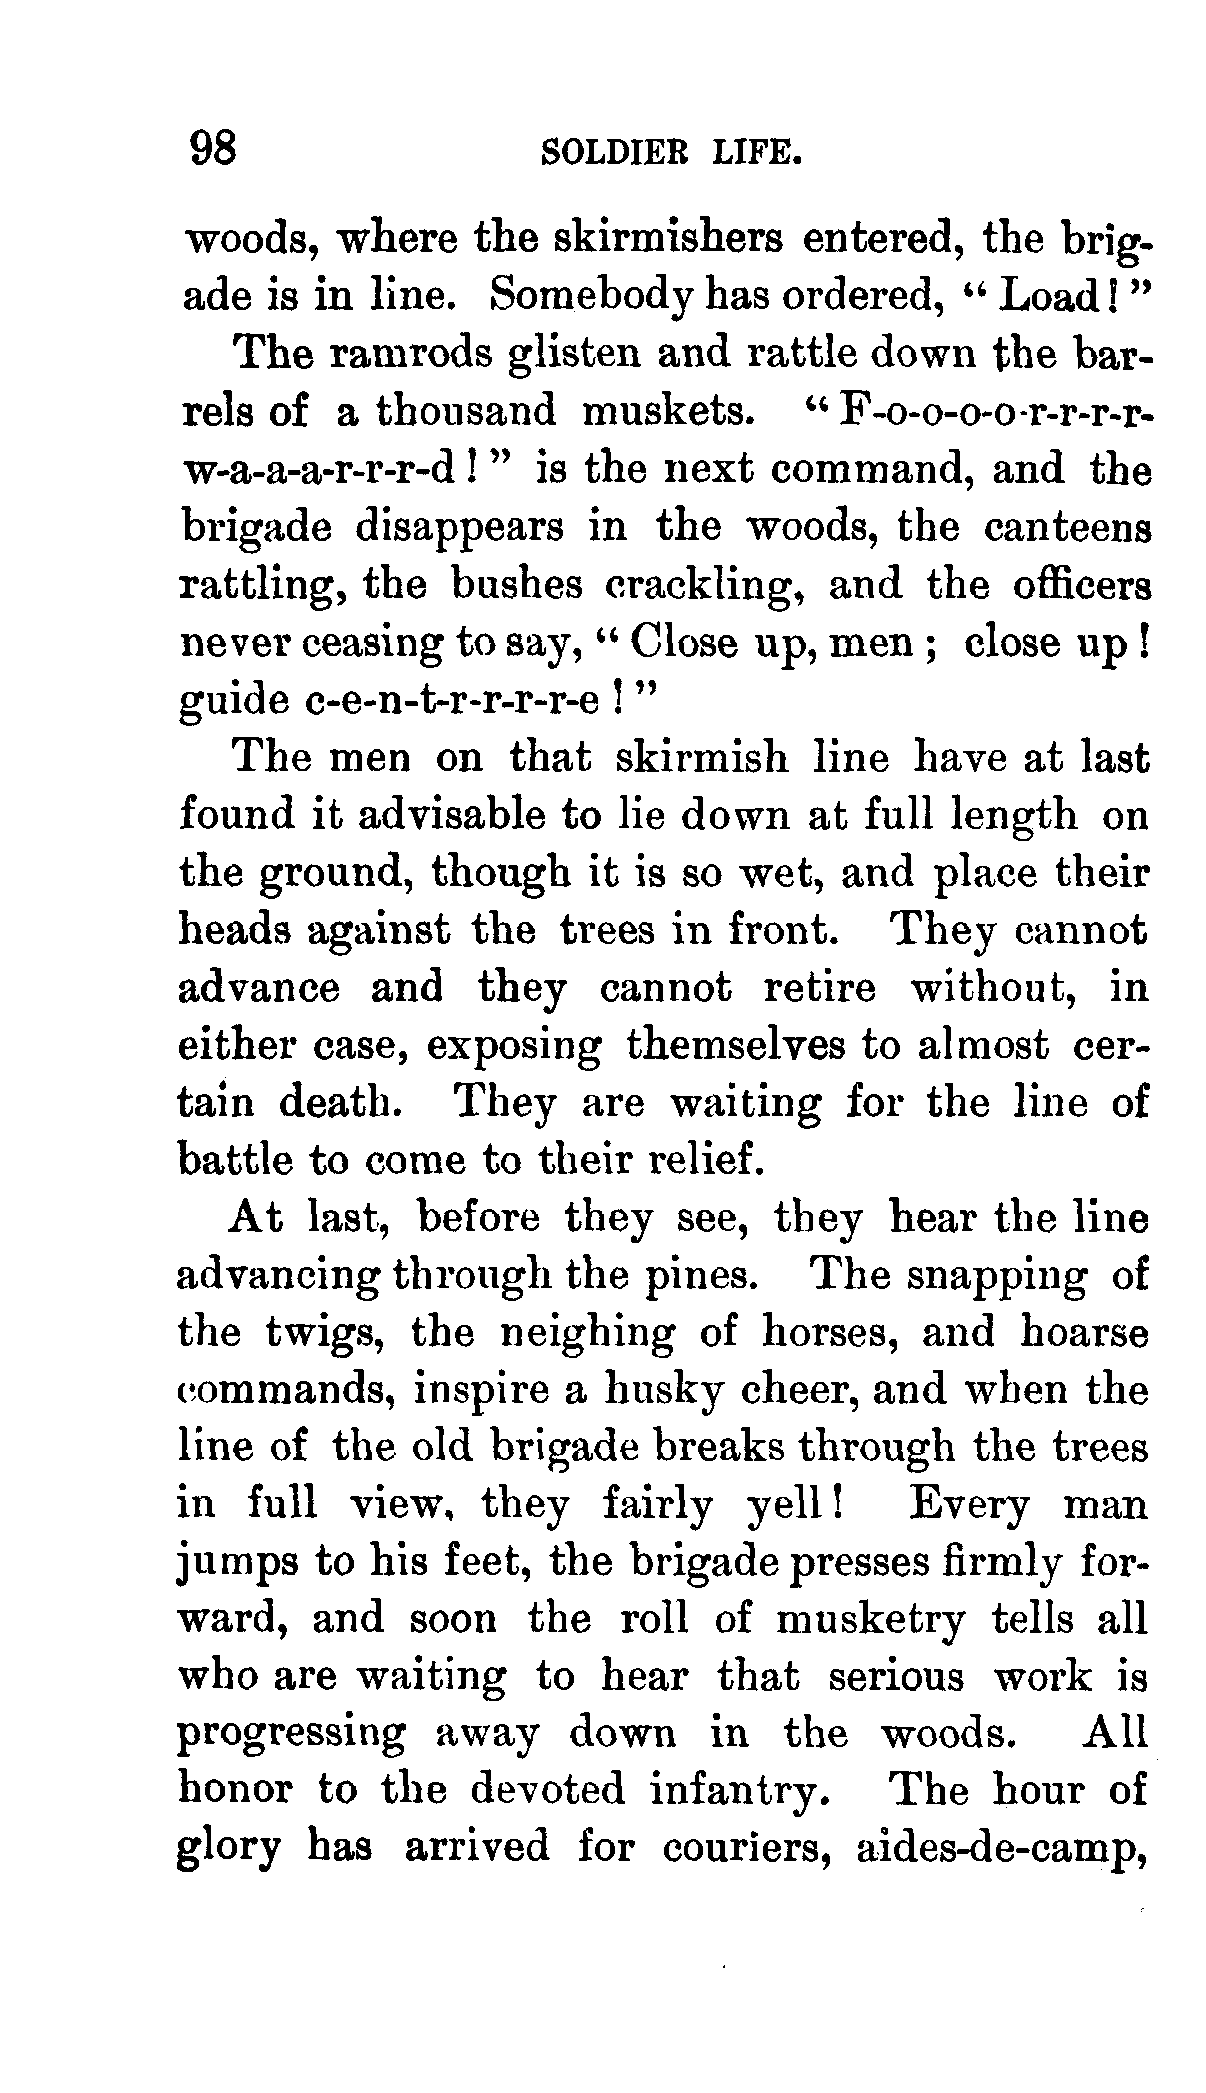 98 SOLDIER LIFE.
woods, where the skirmishers entered, the brig-
ade is in line. Somebody has ordered, “ Load! ”
The ramrods glisten and rattle down the bar-
rels of a thousand muskets. “ F-o-o-o-o-r-r-r-r-
w-a-a-a-r-r-r-d ! ” is the next command, and the
brigade disappears in the woods, the canteens
rattling, the bushes crackling, and the officers
never ceasing to say, “ Close up, men ; close up !
guide c-e-n-t-r-r-r-r-e ! ”
The men on that skirmish line have at last
found it advisable to lie down at full length on
the ground, though it is so wet, and place their
heads against the trees in front. They cannot
advance and they cannot retire without, in
either case, exposing themselves to almost cer-
tain death. They are waiting for the line of
battle to come to their relief.
At last, before they see, they hear the line
advancing through the pines. The snapping of
the twigs, the neighing of horses, and hoarse
commands, inspire a husky cheer, and when the
line of the old brigade breaks through the trees
in full view, they fairly yell ! Every man
jumps to his feet, the brigade presses firmly for-
ward, and soon the roll of musketry tells all
who are waiting to hear that serious work is
progressing away down in the woods. All
honor to the devoted infantry. The hour of
glory has arrived for couriers, aides-de-camp,